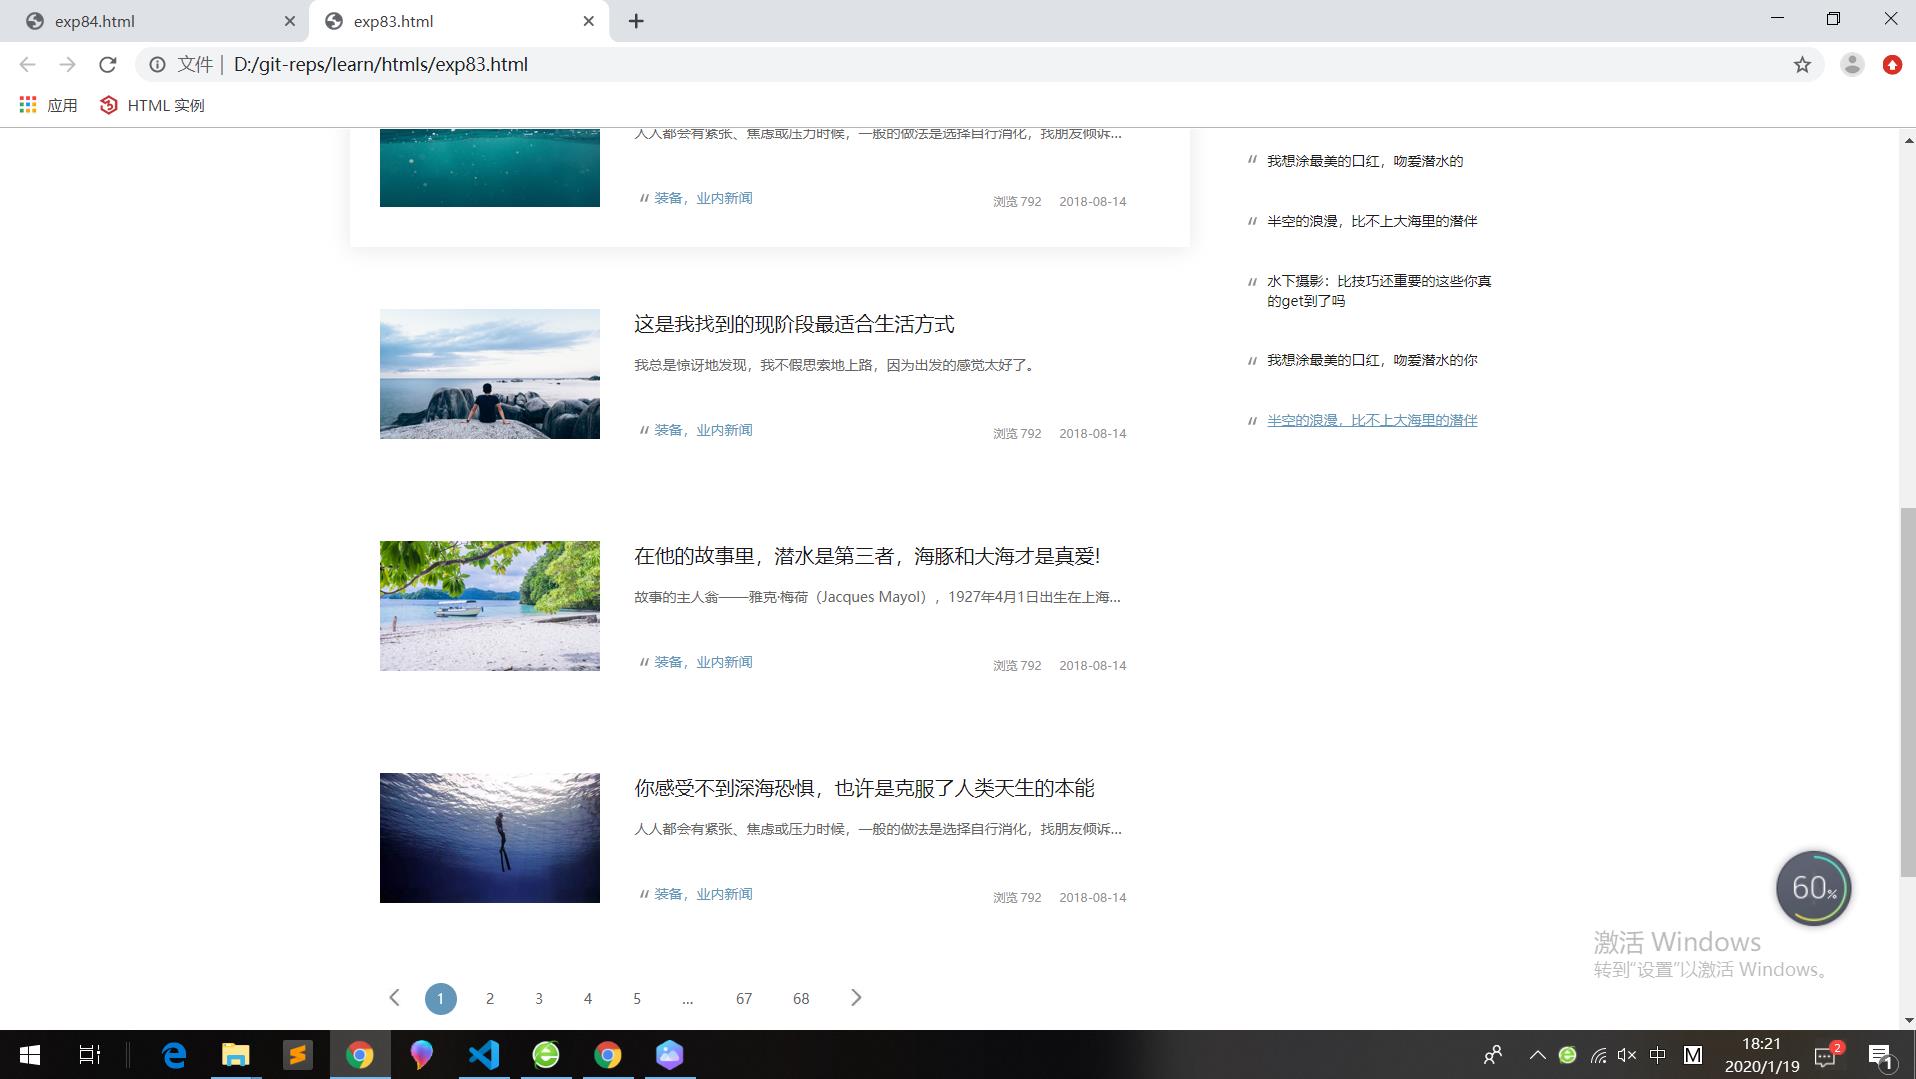 exp84.html
exp83.html
文件 | D:/git-reps/learn/htmls/exp83.html
应用
HTML 实例
人人都会有紧张、焦虑或压力时候，一般的做法是选择自行消化，找朋友倾诉...
〃 装备，业内新闻
浏览 792 2018-08-14
这是我找到的现阶段最适合生活方式
我总是惊讶地发现，我不假思索地上路，因为出发的感觉太好了。
〃 装备，业内新闻
浏览 792 2018-08-14
在他的故事里，潜水是第三者，海豚和大海才是真爱!
故事的主人翁——雅克·梅荷（Jacques Mayol），1927年4月1日出生在上海...
〃 装备，业内新闻
浏览 792 2018-08-14
你感受不到深海恐惧，也许是克服了人类天生的本能
人人都会有紧张、焦虑或压力时候，一般的做法是选择自行消化，找朋友倾诉...
〃 装备，业内新闻
浏览 792 2018-08-14
1 2 3 4 5 ... 67 68
〃 我想涂最美的口红，吻爱潜水的
〃 半空的浪漫，比不上大海里的潜伴
〃 水下摄影：比技巧还重要的这些你真
的get到了吗
〃 我想涂最美的口红，吻爱潜水的你
〃 半空的浪漫，比不上大海里的潜伴
60%
激活 Windows
转到“设置”以激活 Windows。
中
M
18:21
2020/1/19
2
1